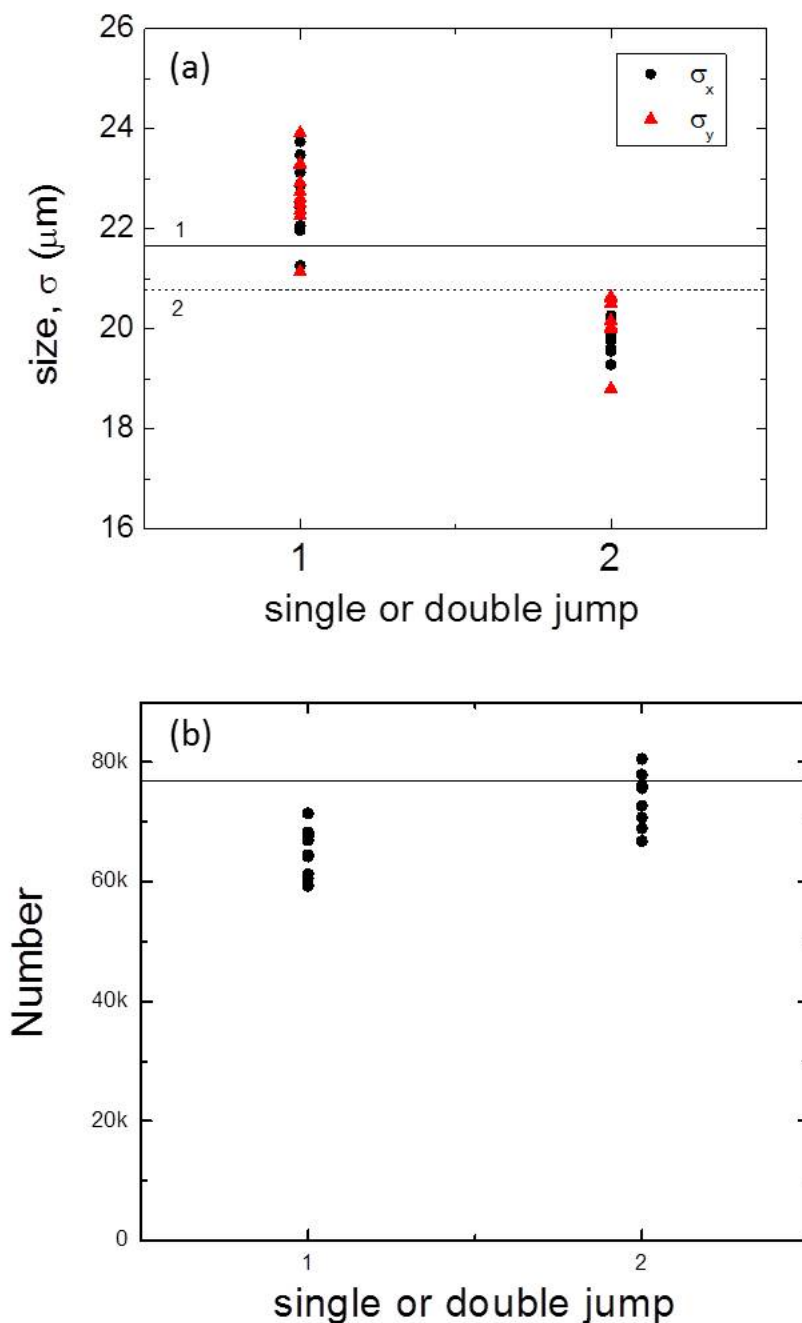 (a)
σx
σy
26
24
22
20
18
16
1
2
size, σ (μm)
1
2
single or double jump
(b)
80k
60k
40k
20k
0
Number
1
2
single or double jump